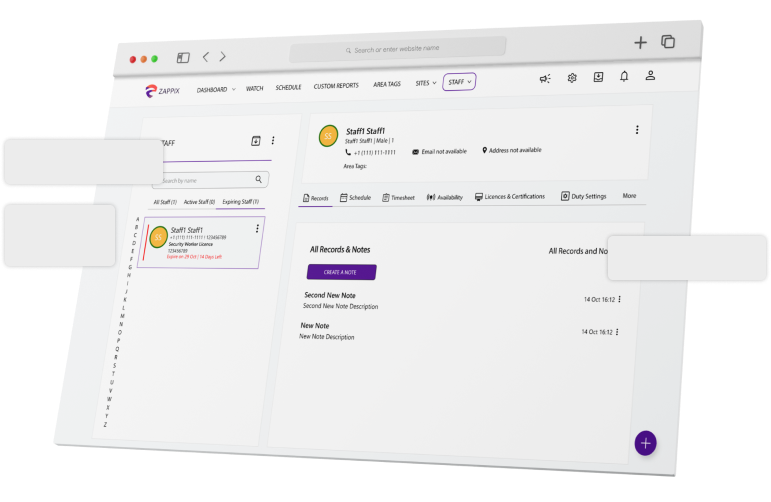 Search or enter website name
ZAPPIX
DASHBOARD
WATCH
SCHEDULE
CUSTOM REPORTS
AREA TAGS
SITES
STAFF
TAFF
Search by name
All Staff (1)
Active Staff (0)
Expiring Staff (1)
A
B
C
D
E
F
G
H
I
J
K
L
M
N
O
P
Q
R
S
T
U
V
W
X
Y
Z
SS
Staff1 Staff1
+1 (111) 111-1111 | 123456789
Security Worker Licence
123456789
Expire on 29 Oct | 14 Days Left
SS
Staff1 Staff1
Staff1 Staff1 | Male | 1
+1 (111) 111-1111
Email not available
Address not available
Area Tags:
Records
Schedule
Timesheet
Availability
Licences & Certifications
Duty Settings
More
All Records & Notes
All Records and No
CREATE A NOTE
Second New Note
14 Oct 16:12
Second New Note Description
New Note
14 Oct 16:12
New Note Description